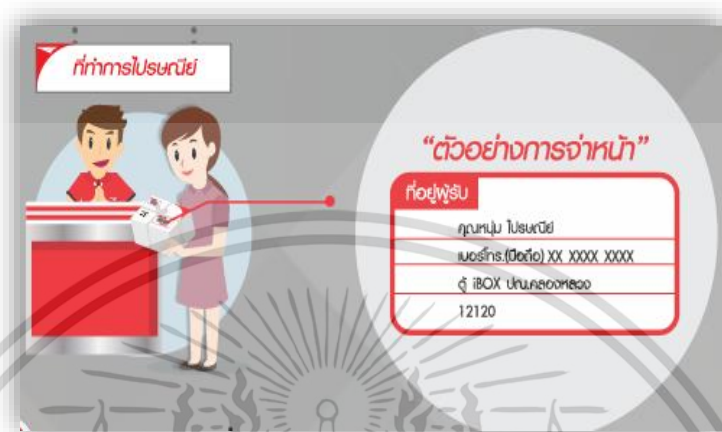 ที่ทำการไปรษณีย์
“ตัวอย่างการจ่าหน้า”
ที่อยู่ผู้รับ
คุณหนุ่ม ไปรษณีย์
เบอร์โทร.(มือถือ) XX XXXX XXXX
ตู้ iBOX ปณ.คลองหลวง
12120